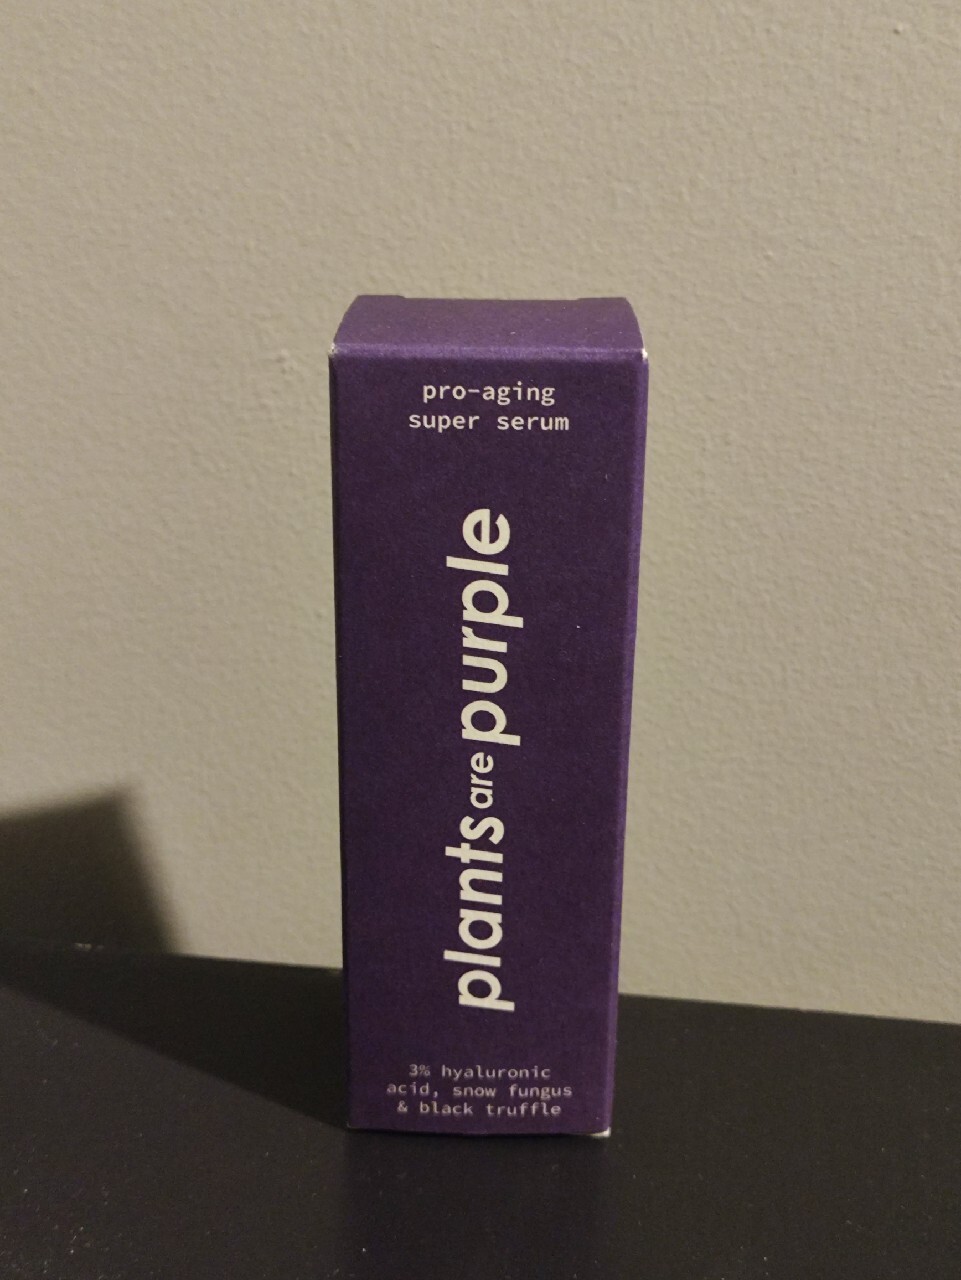 pro-aging
super serum
plants are purple
3% hyaluronic
acid, snow fungus
& black truffle